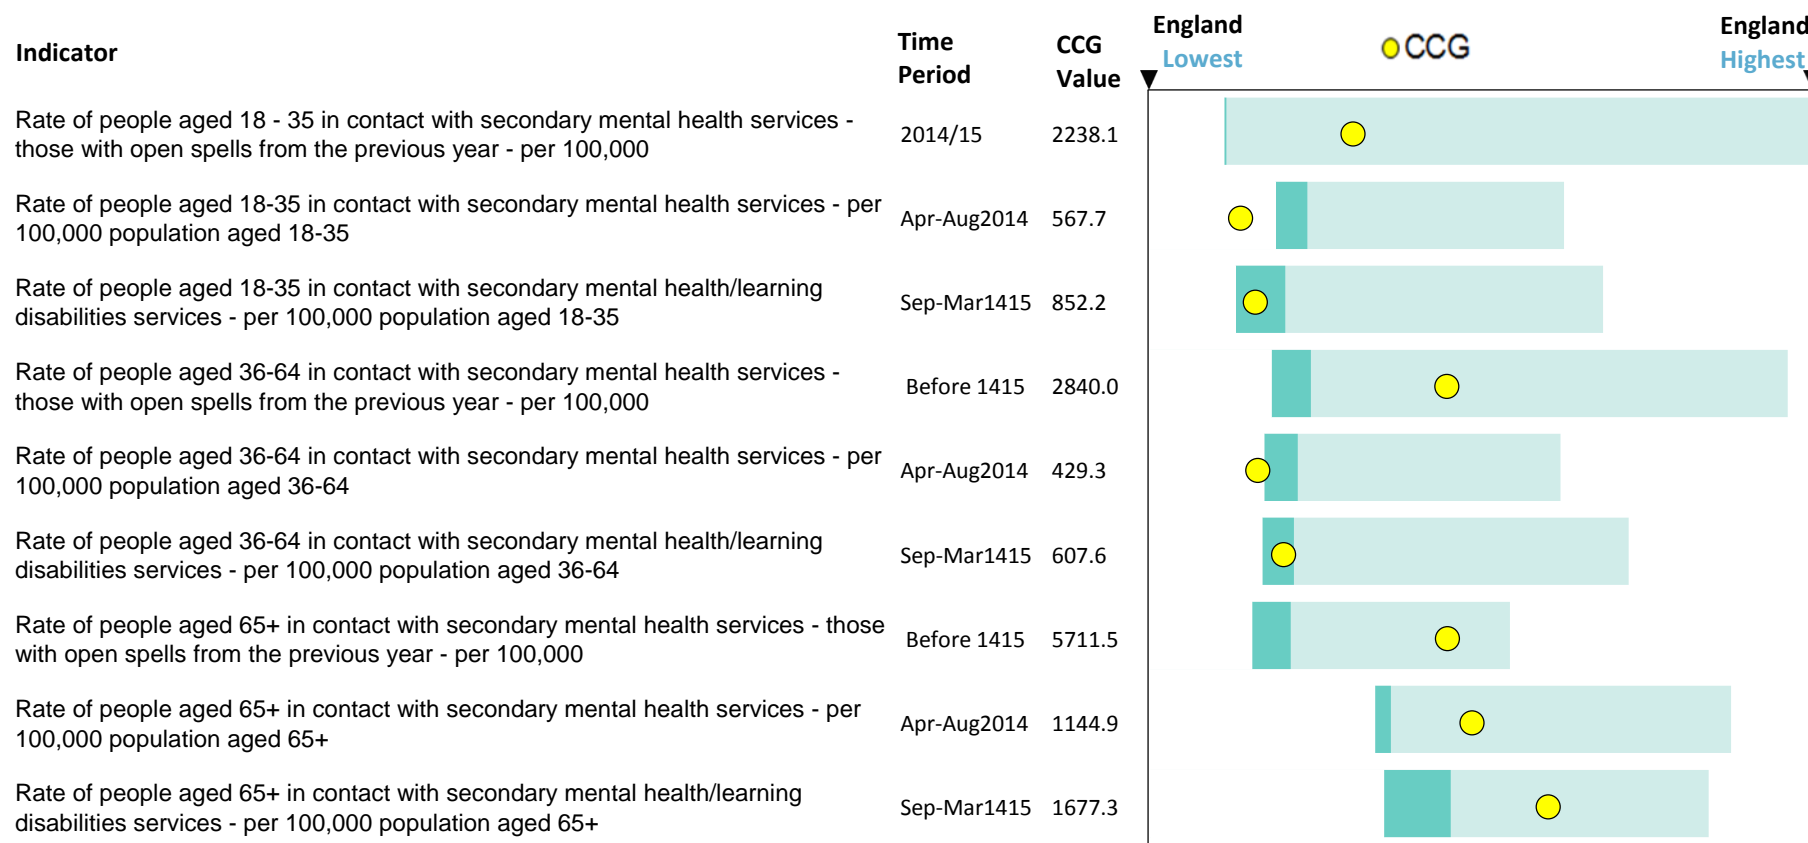 Indicator
Time
Period
CCG
Value
England
Lowest
CCG
England
Highest
Rate of people aged 18 - 35 in contact with secondary mental health services -
those with open spells from the previous year - per 100,000
2014/15
2238.1
Rate of people aged 18-35 in contact with secondary mental health services - per
100,000 population aged 18-35
Apr-Aug2014
567.7
Rate of people aged 18-35 in contact with secondary mental health/learning
disabilities services - per 100,000 population aged 18-35
Sep-Mar1415
852.2
Rate of people aged 36-64 in contact with secondary mental health services -
those with open spells from the previous year - per 100,000
Before 1415
2840.0
Rate of people aged 36-64 in contact with secondary mental health services - per
100,000 population aged 36-64
Apr-Aug2014
429.3
Rate of people aged 36-64 in contact with secondary mental health/learning
disabilities services - per 100,000 population aged 36-64
Sep-Mar1415
607.6
Rate of people aged 65+ in contact with secondary mental health services - those
with open spells from the previous year - per 100,000
Before 1415
5711.5
Rate of people aged 65+ in contact with secondary mental health services - per
100,000 population aged 65+
Apr-Aug2014
1144.9
Rate of people aged 65+ in contact with secondary mental health/learning
disabilities services - per 100,000 population aged 65+
Sep-Mar1415
1677.3